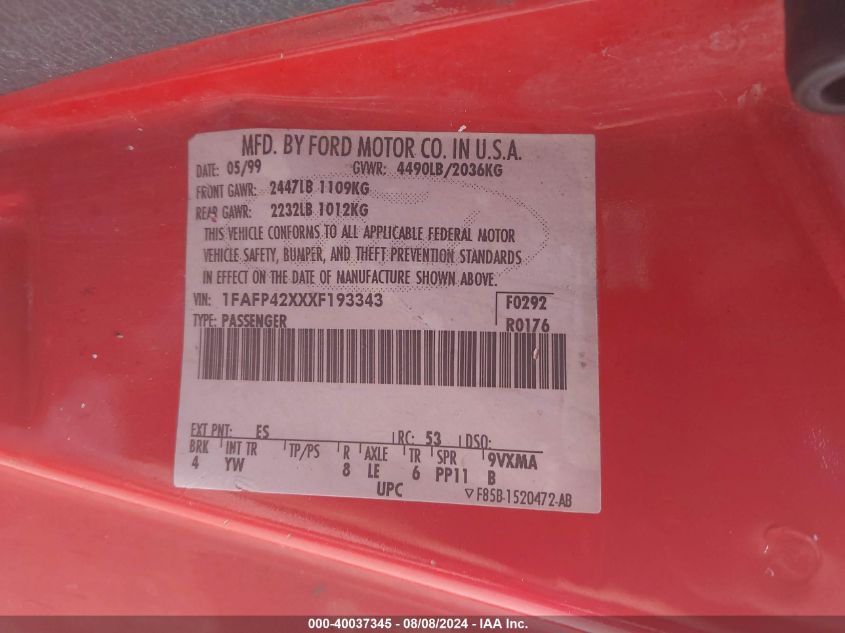 MFD. BY FORD MOTOR CO. IN U.S.A.
DATE: 05/99 GVWR: 4490LB/2036KG
FRONT GAWR: 2447LB 1109KG
REAR GAWR: 2232LB 1012KG
THIS VEHICLE CONFORMS TO ALL APPLICABLE FEDERAL MOTOR
VEHICLE SAFETY, BUMPER, AND THEFT PREVENTION STANDARDS
IN EFFECT ON THE DATE OF MANUFACTURE SHOWN ABOVE.
VIN: 1FAFP42XXXF193343 F0292
TYPE: PASSENGER R0176
EXT PNT: ES RC: 53 DSO:
BRK INT TR TP/PS R AXLE TR SPR 9VXMA
4 YW 8 LE 6 PP11 B
UPC ▽F85B-1520472-AB
000-40037345 - 08/08/2024 - IAA Inc.